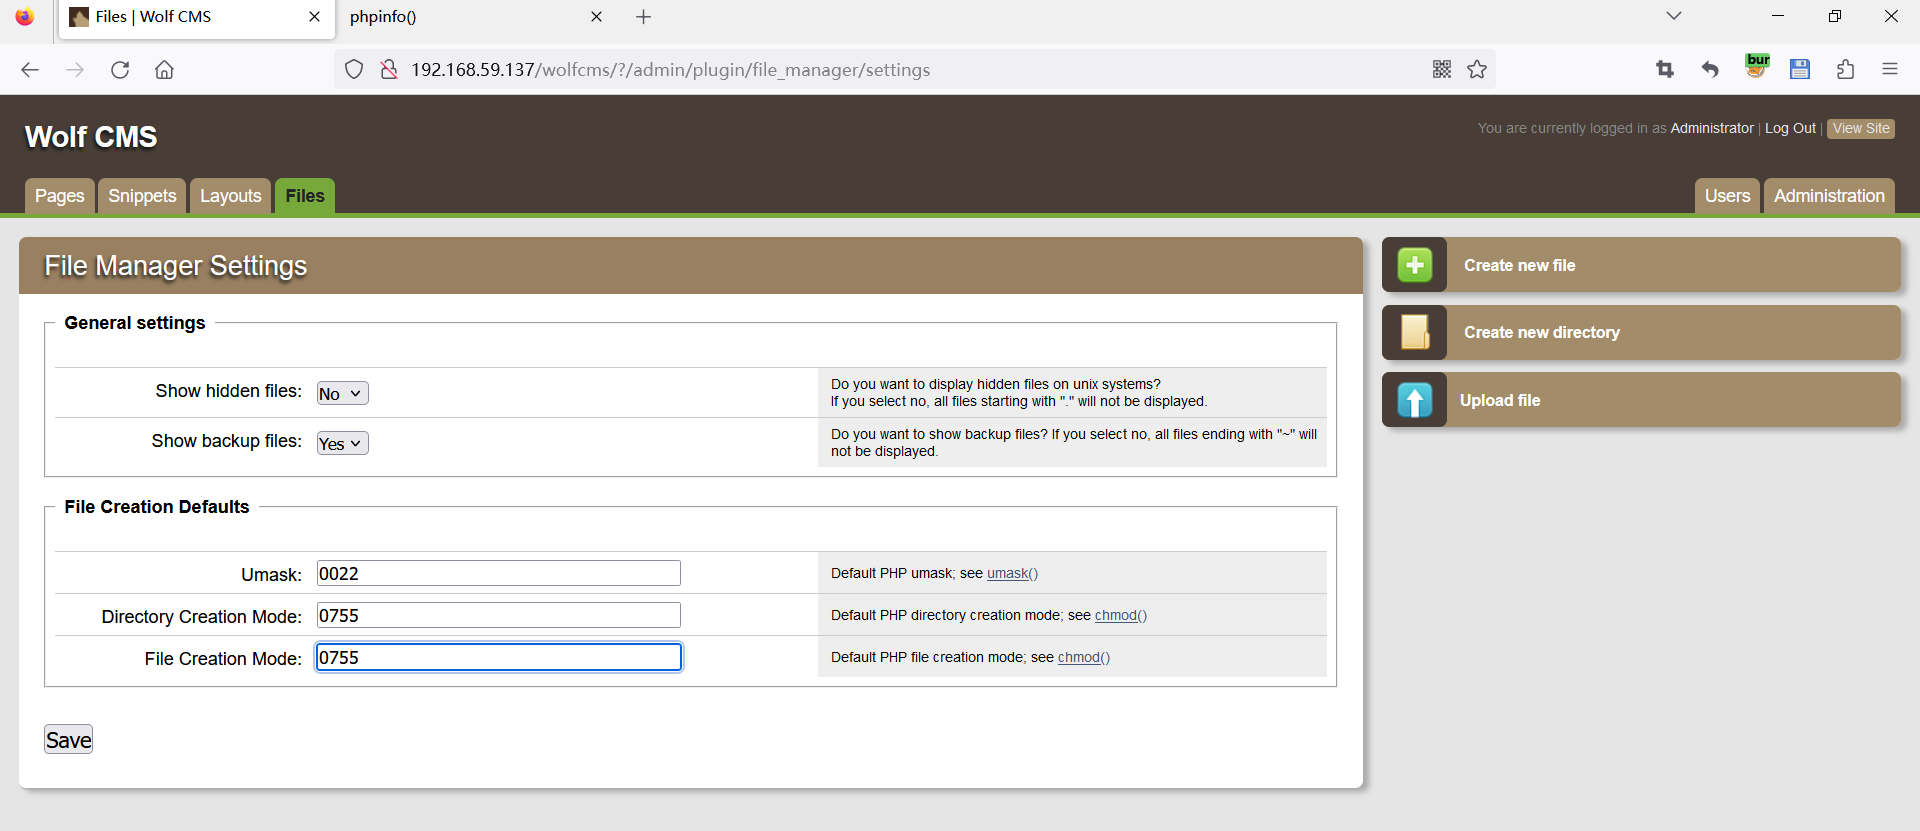 Files | Wolf CMS
phpinfo()
192.168.59.137/wolfcms/?/admin/plugin/file_manager/settings
bur
Wolf CMS
You are currently logged in as Administrator | Log Out | View Site
Pages
Snippets
Layouts
Files
Users
Administration
File Manager Settings
General settings
Show hidden files:
No
Do you want to display hidden files on unix systems?
If you select no, all files starting with "." will not be displayed.
Show backup files:
Yes
Do you want to show backup files? If you select no, all files ending with "~" will
not be displayed.
File Creation Defaults
Umask:
0022
Default PHP umask; see umask()
Directory Creation Mode:
0755
Default PHP directory creation mode; see chmod()
File Creation Mode:
0755
Default PHP file creation mode; see chmod()
Save
Create new file
Create new directory
Upload file